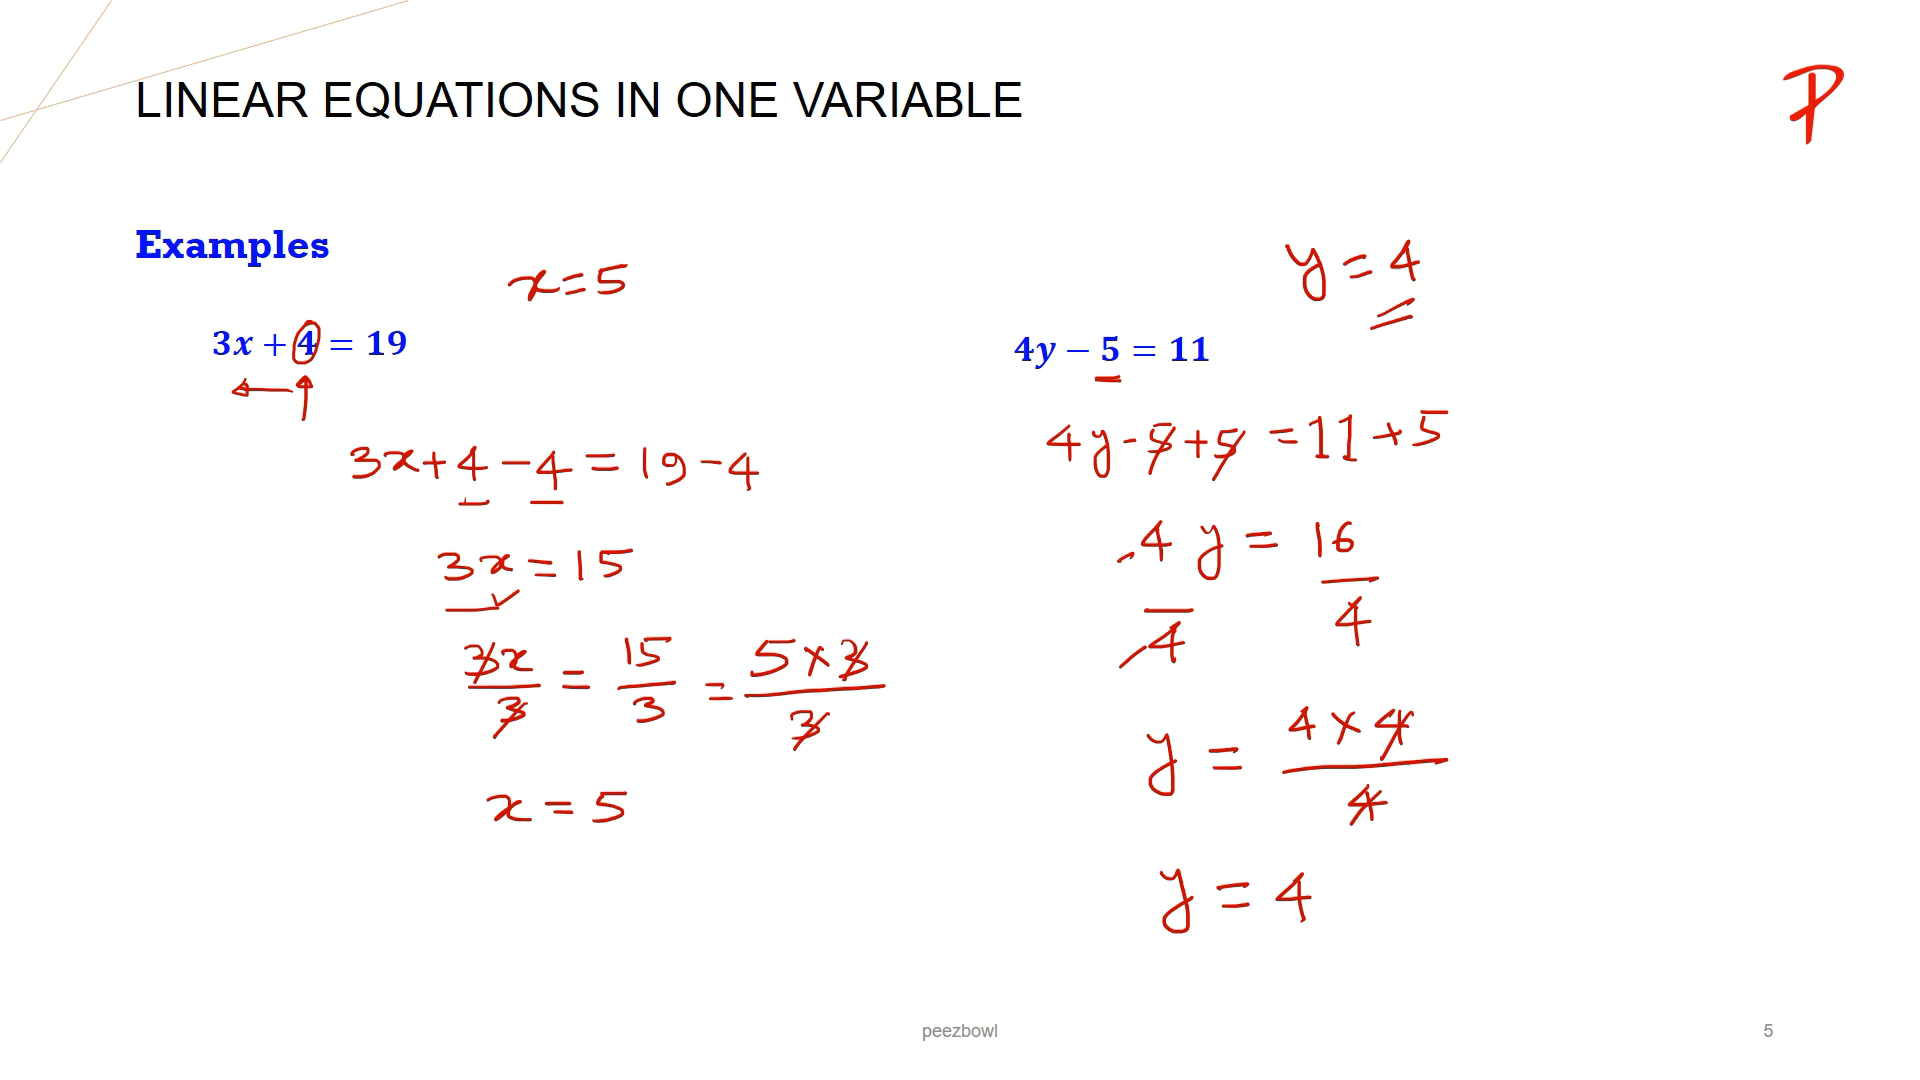 LINEAR EQUATIONS IN ONE VARIABLE
P
Examples
x = 5
3x + 4 = 19
3x + 4 - 4 = 19 - 4
3x = 15
3x/3 = 15/3 = 5 × 3/3
x = 5
y = 4
4y − 5 = 11
4y - 5 + 5 = 11 + 5
4y/4 = 16/4
y = 4 × 4/4
y = 4
peezbowl
5